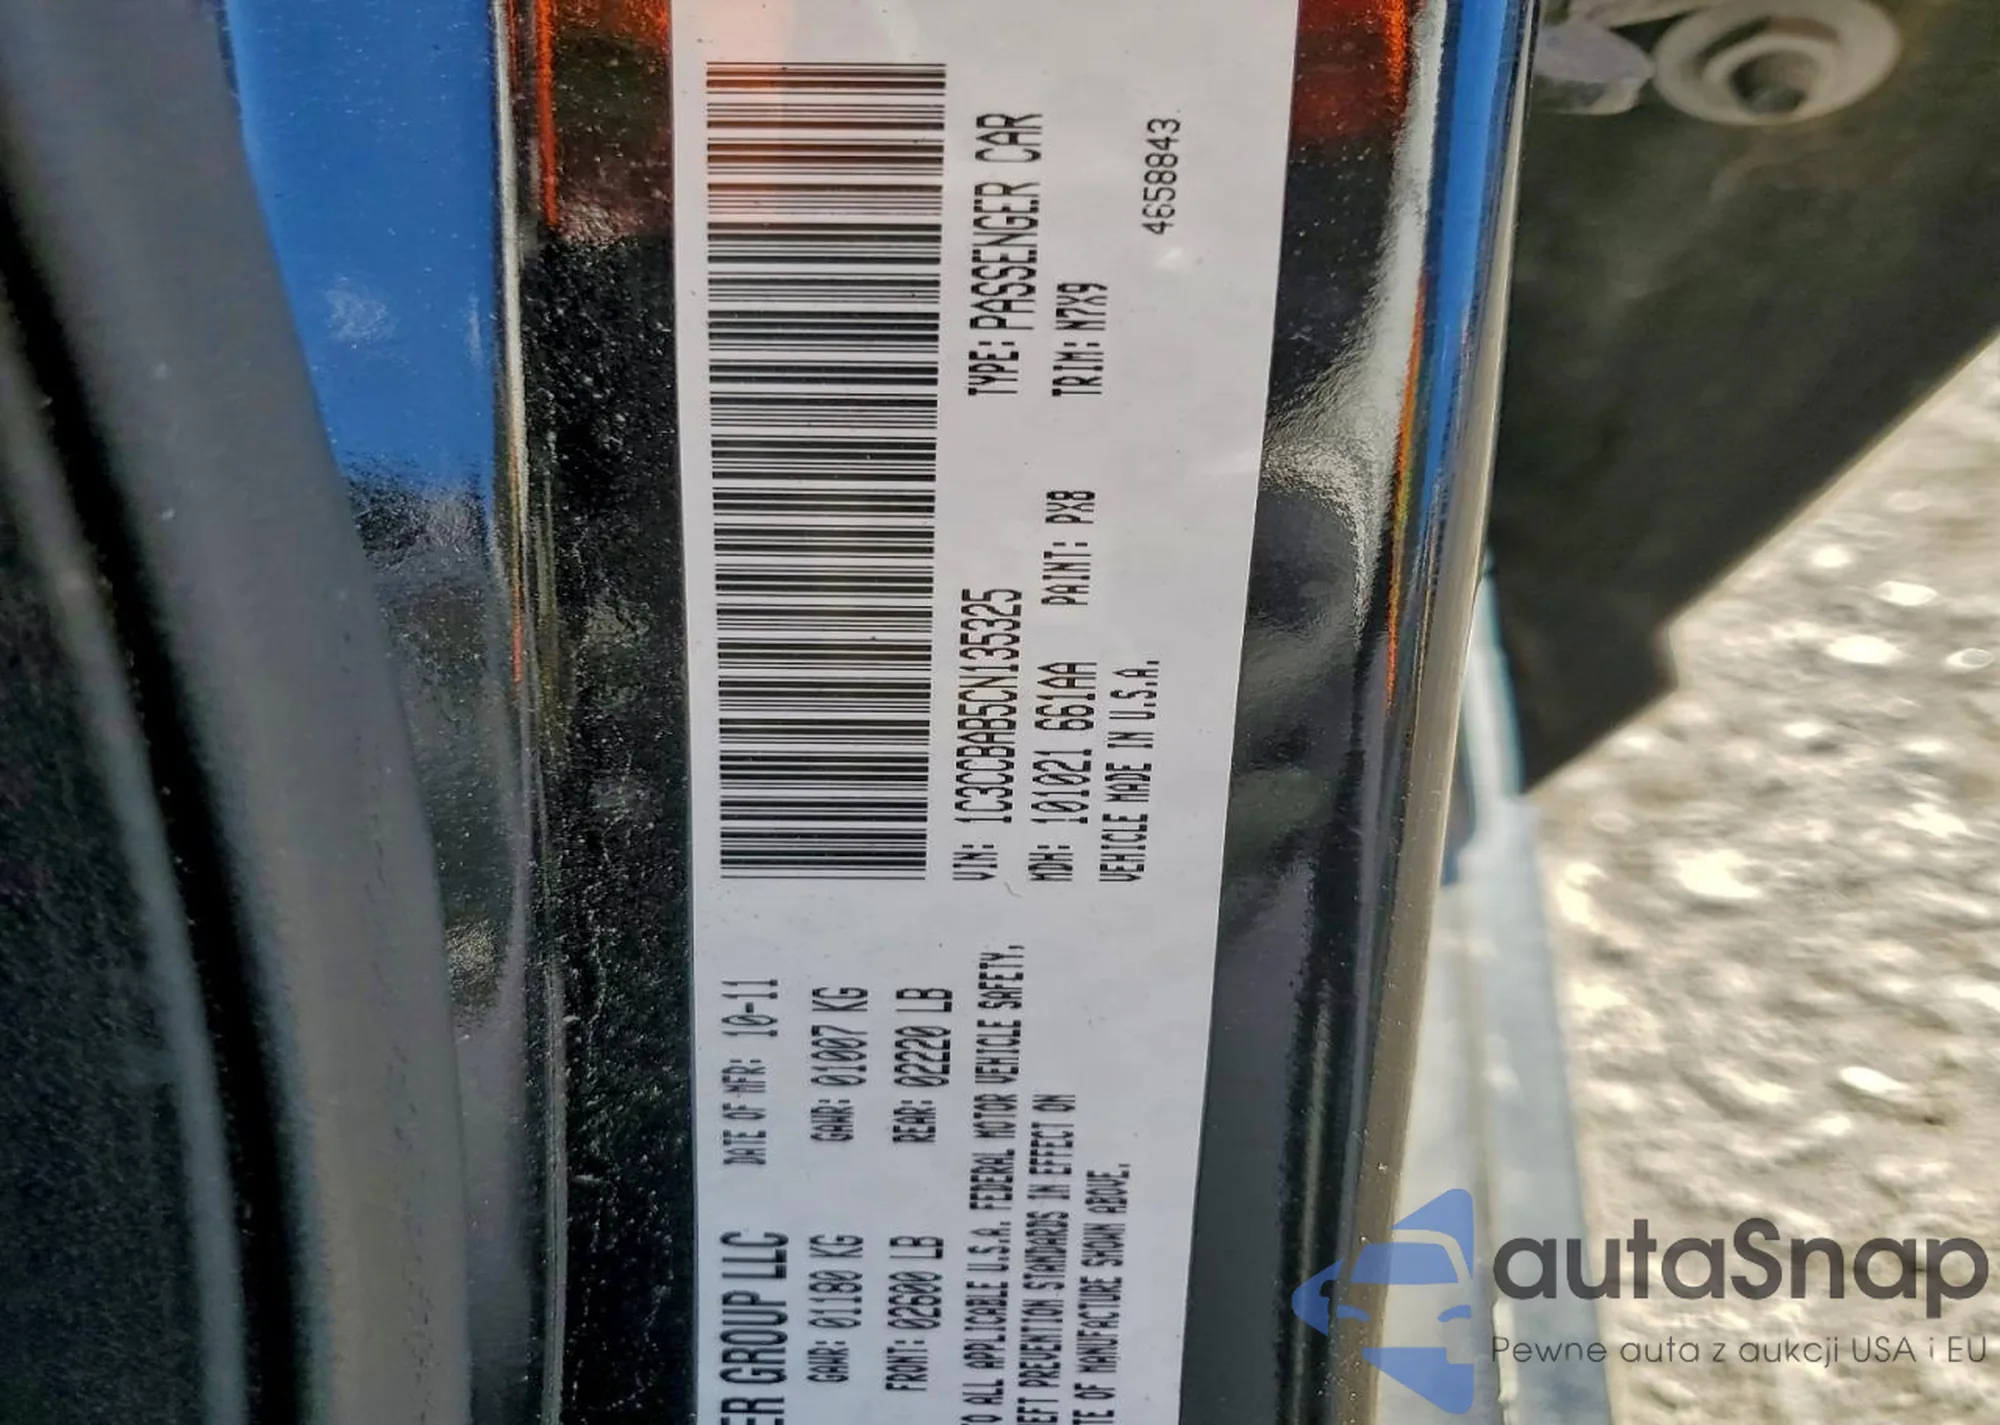 ER GROUP LLC
DATE OF MFR: 10-11
GAWR: 01180 KG
GAWR: 01007 KG
FRONT: 02600 LB
REAR: 02220 LB
TO ALL APPLICABLE U.S.A. FEDERAL MOTOR VEHICLE SAFETY,
EFT PREVENTION STANDARDS IN EFFECT ON
TE OF MANUFACTURE SHOWN ABOVE.
VIN: 1C3CCBAB5CN135325
TYPE: PASSENGER CAR
MDH: 101021 661AA
PAINT: PX8
TRIM: N7X9
VEHICLE MADE IN U.S.A.
4658843
autaSnap
Pewne auta z aukcji USA i EU